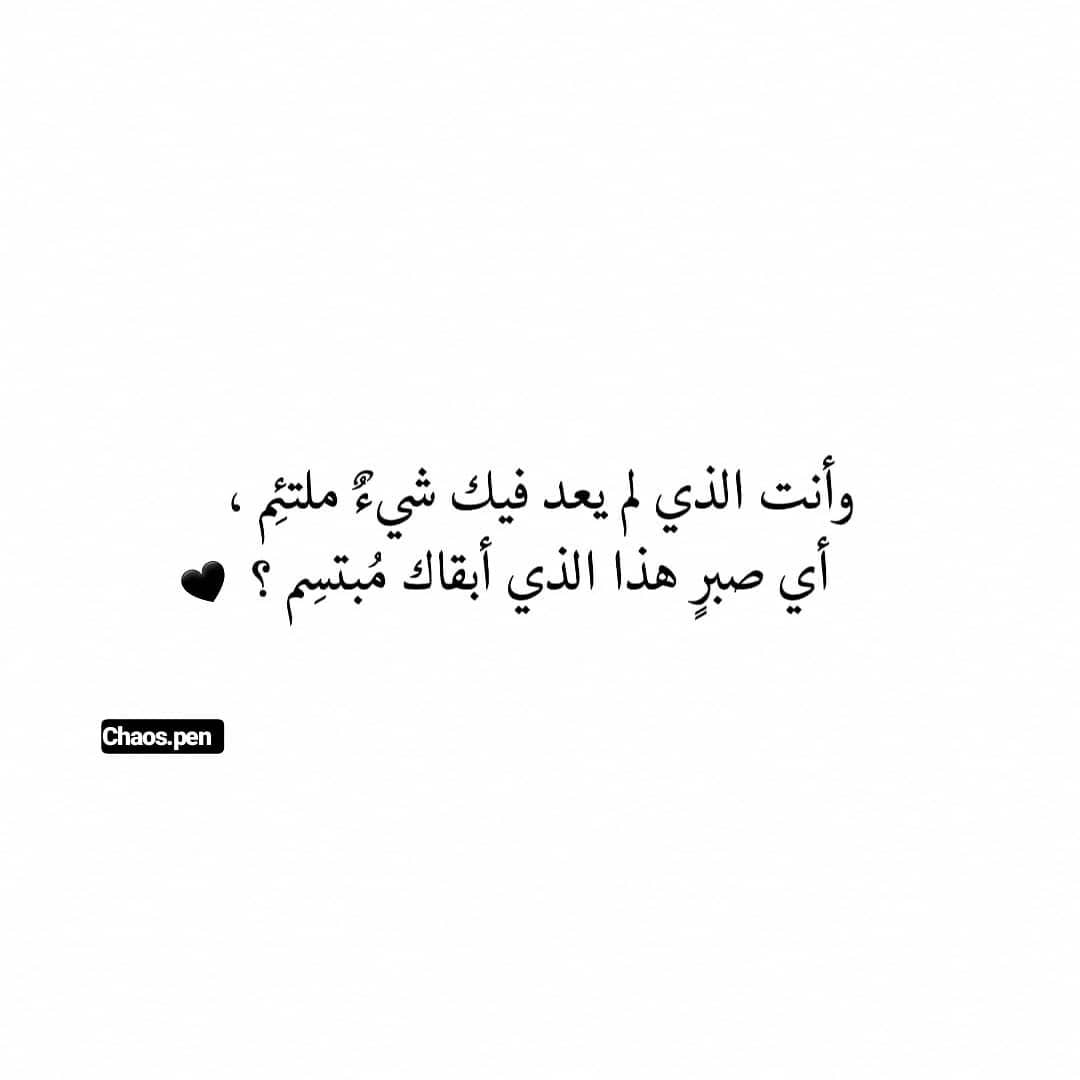 وأنت الذي لم يعد فيك شيءٌ ملتئِم ،
أي صبرٍ هذا الذي أبقاك مُبتسِم ؟ 🖤
Chaos.pen